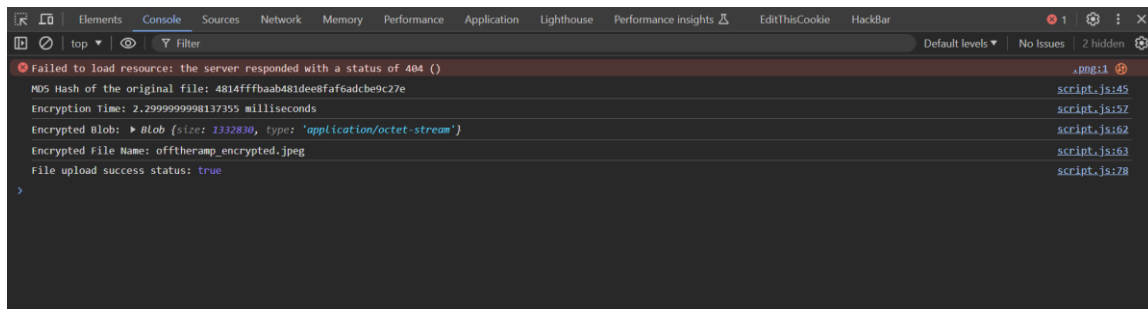 Elements Console Sources Network Memory Performance Application Lighthouse Performance insights EditThisCookie HackBar 1
top Filter Default levels No Issues 2 hidden
Failed to load resource: the server responded with a status of 404 () .png:1
MD5 Hash of the original file: 4814fffbaab481dee8faf6adcbe9c27e script.js:45
Encryption Time: 2.2999999998137355 milliseconds script.js:57
Encrypted Blob: Blob {size: 1332830, type: 'application/octet-stream'} script.js:62
Encrypted File Name: offtheramp_encrypted.jpeg script.js:63
File upload success status: true script.js:78